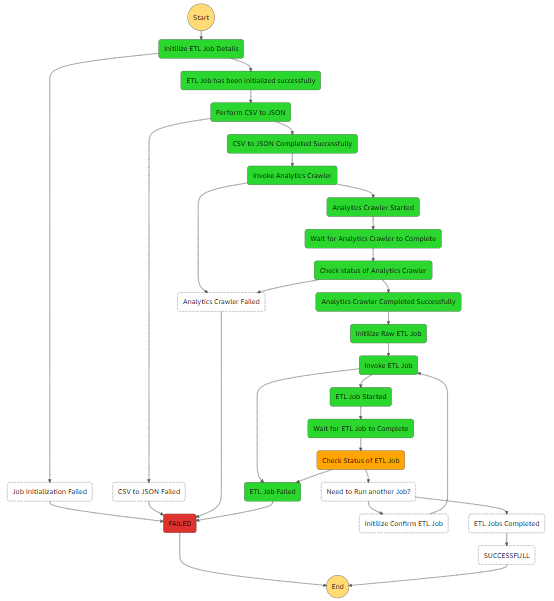 Start
Initilize ETL Job Details
ETL Job has been initialized successfully
Perform CSV to JSON
CSV to JSON Completed Successfully
Invoke Analytics Crawler
Analytics Crawler Started
Wait for Analytics Crawler to Complete
Check status of Analytics Crawler
Analytics Crawler Failed
Analytics Crawler Completed Successfully
Initilize Raw ETL Job
Invoke ETL Job
ETL Job Started
Wait for ETL Job to Complete
Check Status of ETL Job
Job Initialization Failed
CSV to JSON Failed
ETL Job Failed
Need to Run another Job?
FAILED
Initilize Confirm ETL Job
ETL Jobs Completed
SUCCESSFULL
End